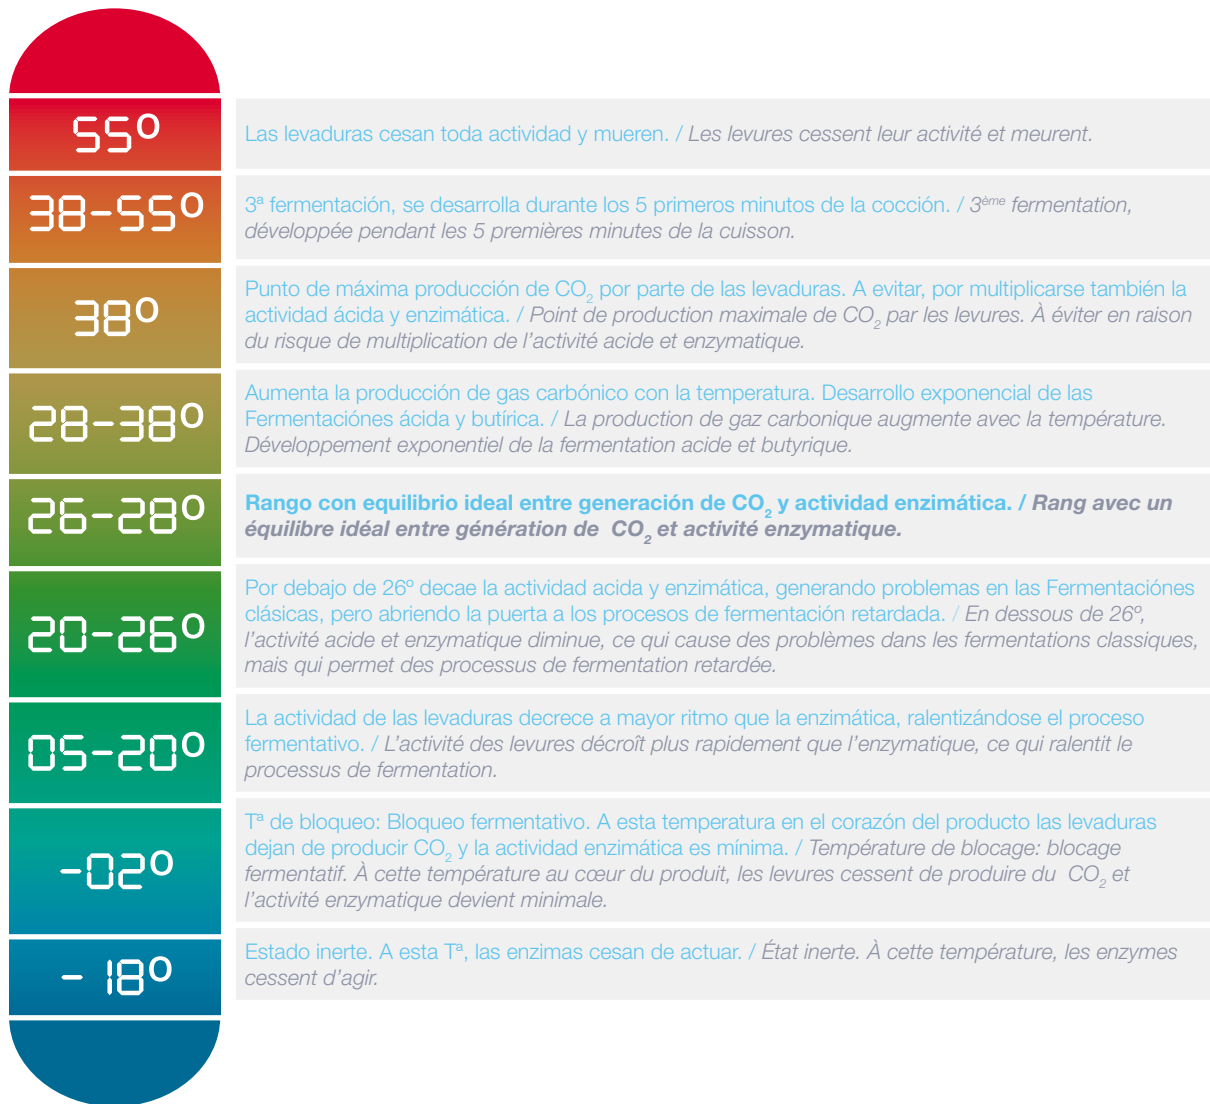 55º
Las levaduras cesan toda actividad y mueren. / Les levures cessent leur activité et meurent.
38-55º
3ª fermentación, se desarrolla durante los 5 primeros minutos de la cocción. / 3ème fermentation,
développée pendant les 5 premières minutes de la cuisson.
38º
Punto de máxima producción de CO2 por parte de las levaduras. A evitar, por multiplicarse también la
actividad ácida y enzimática. / Point de production maximale de CO2 par les levures. À éviter en raison
du risque de multiplication de l’activité acide et enzymatique.
28-38º
Aumenta la producción de gas carbónico con la temperatura. Desarrollo exponencial de las
Fermentaciónes ácida y butírica. / La production de gaz carbonique augmente avec la température.
Développement exponentiel de la fermentation acide et butyrique.
26-28º
Rango con equilibrio ideal entre generación de CO2 y actividad enzimática. / Rang avec un
équilibre idéal entre génération de CO2 et activité enzymatique.
20-26º
Por debajo de 26º decae la actividad acida y enzimática, generando problemas en las Fermentaciónes
clásicas, pero abriendo la puerta a los procesos de fermentación retardada. / En dessous de 26º,
l’activité acide et enzymatique diminue, ce qui cause des problèmes dans les fermentations classiques,
mais qui permet des processus de fermentation retardée.
05-20º
La actividad de las levaduras decrece a mayor ritmo que la enzimática, ralentizándose el proceso
fermentativo. / L’activité des levures décroît plus rapidement que l’enzymatique, ce qui ralentit le
processus de fermentation.
-02º
Tª de bloqueo: Bloqueo fermentativo. A esta temperatura en el corazón del producto las levaduras
dejan de producir CO2 y la actividad enzimática es mínima. / Température de blocage: blocage
fermentatif. À cette température au cœur du produit, les levures cessent de produire du CO2 et
l’activité enzymatique devient minimale.
- 18º
Estado inerte. A esta Tª, las enzimas cesan de actuar. / État inerte. À cette température, les enzymes
cessent d’agir.